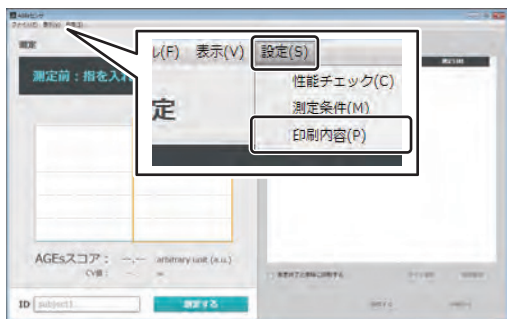 AGEsセンサ
ファイル(F) 表示(V) 設定(S)
ル(F) 表示(V) 設定(S)
性能チェック(C)
測定条件(M)
印刷内容(P)
測定
測定前：指を入れ
定
AGEsスコア： --.-- arbitrary unit (a.u.)
CV値： --
ID subject1
測定する